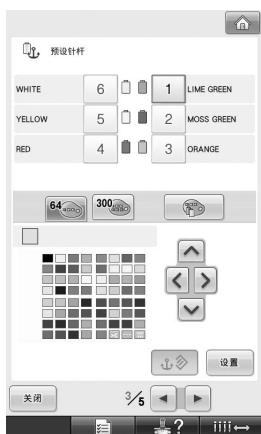 预设针杆
WHITE 6 1 LIME GREEN
YELLOW 5 2 MOSS GREEN
RED 4 3 ORANGE
64 300
设置
关闭 3/5
?